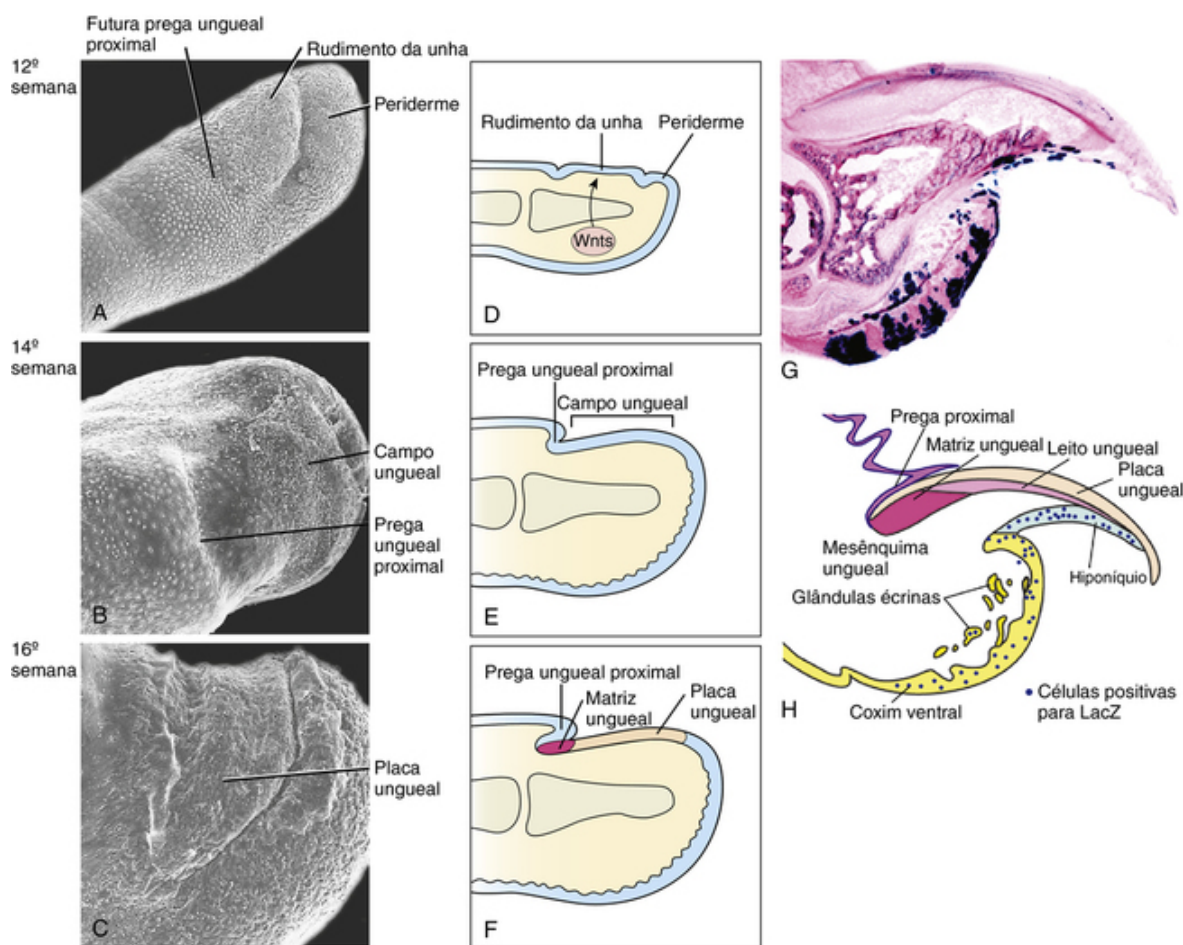 Futura prega ungueal
proximal
Rudimento da unha
12º
semana
Periderme
A
Rudimento da unha
Periderme
Wnts
D
G
14º
semana
Campo
ungueal
Prega
ungueal
proximal
B
Prega ungueal proximal
Campo ungueal
E
Prega proximal
Matriz ungueal
Leito ungueal
Placa
ungueal
Mesênquima
ungueal
Hiponíquio
Glândulas écrinas
Células positivas
para LacZ
Coxim ventral
H
16º
semana
Placa
ungueal
C
Prega ungueal proximal
Matriz
ungueal
Placa
ungueal
F